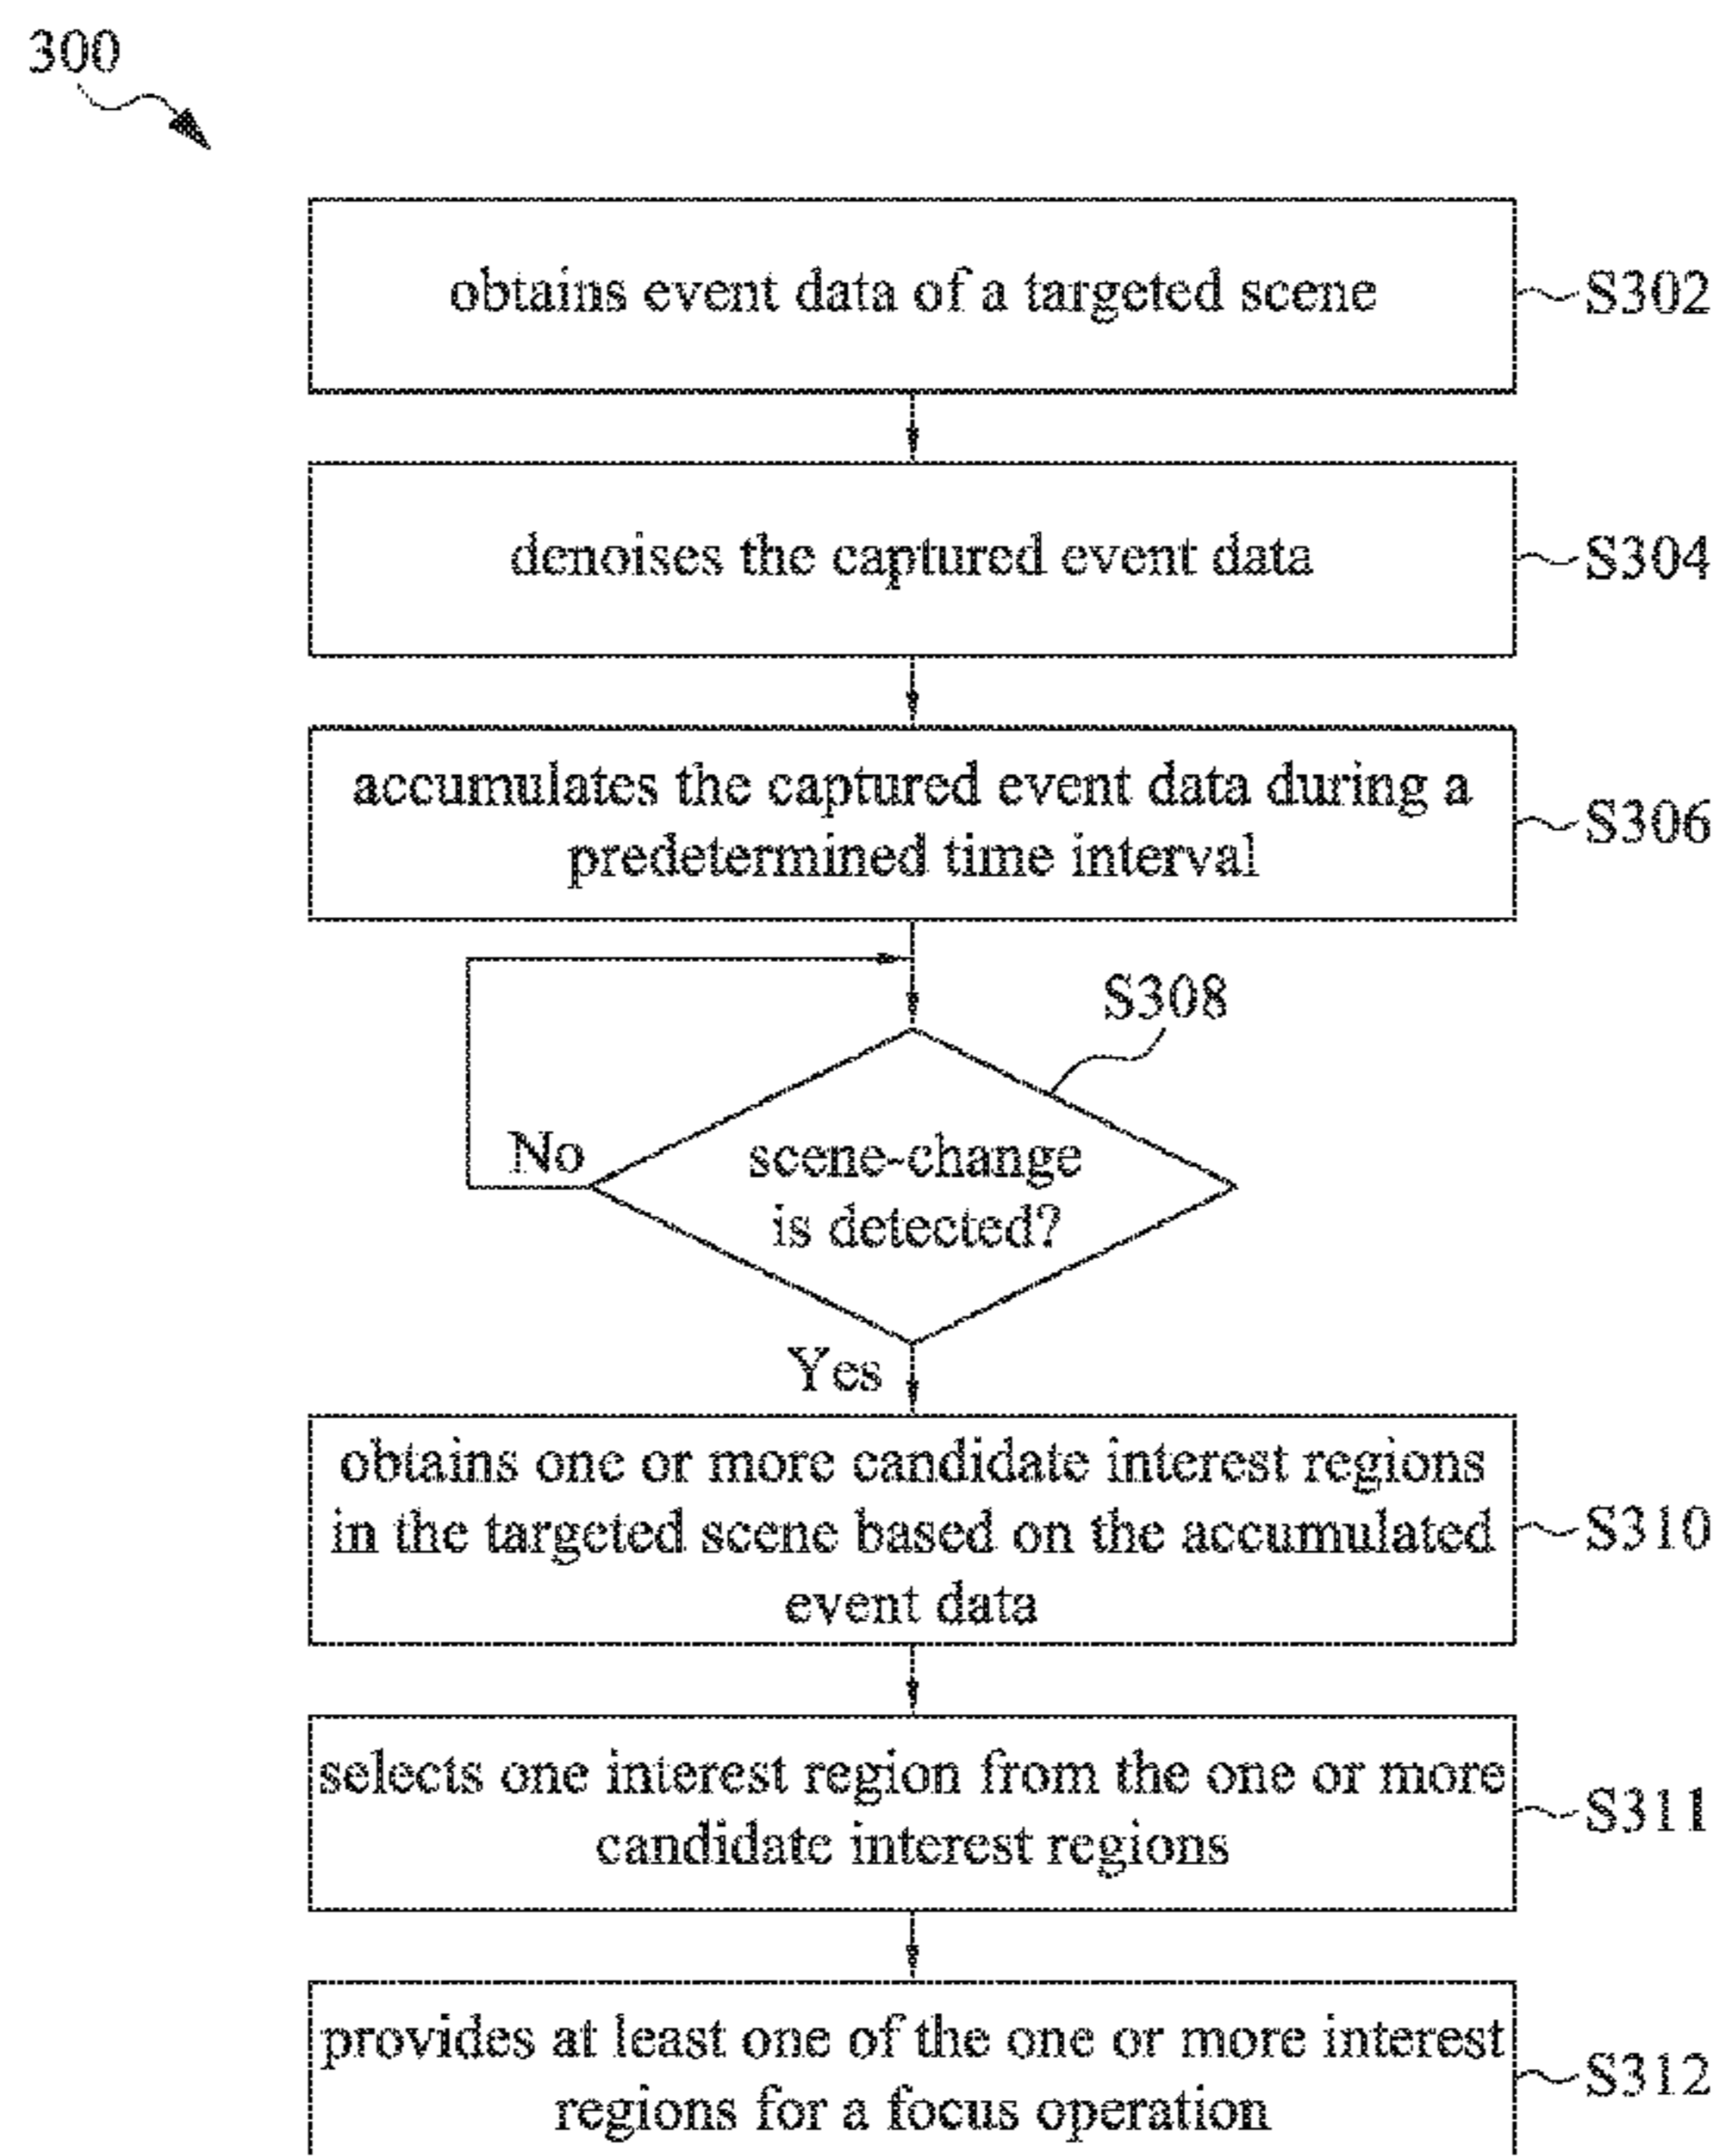 300
obtains event data of a targeted scene
S302
denoises the captured event data
S304
accumulates the captured event data during a
predetermined time interval
S306
S308
No
scene-change
is detected?
Yes
obtains one or more candidate interest regions
in the targeted scene based on the accumulated
event data
S310
selects one interest region from the one or more
candidate interest regions
S311
provides at least one of the one or more interest
regions for a focus operation
S312